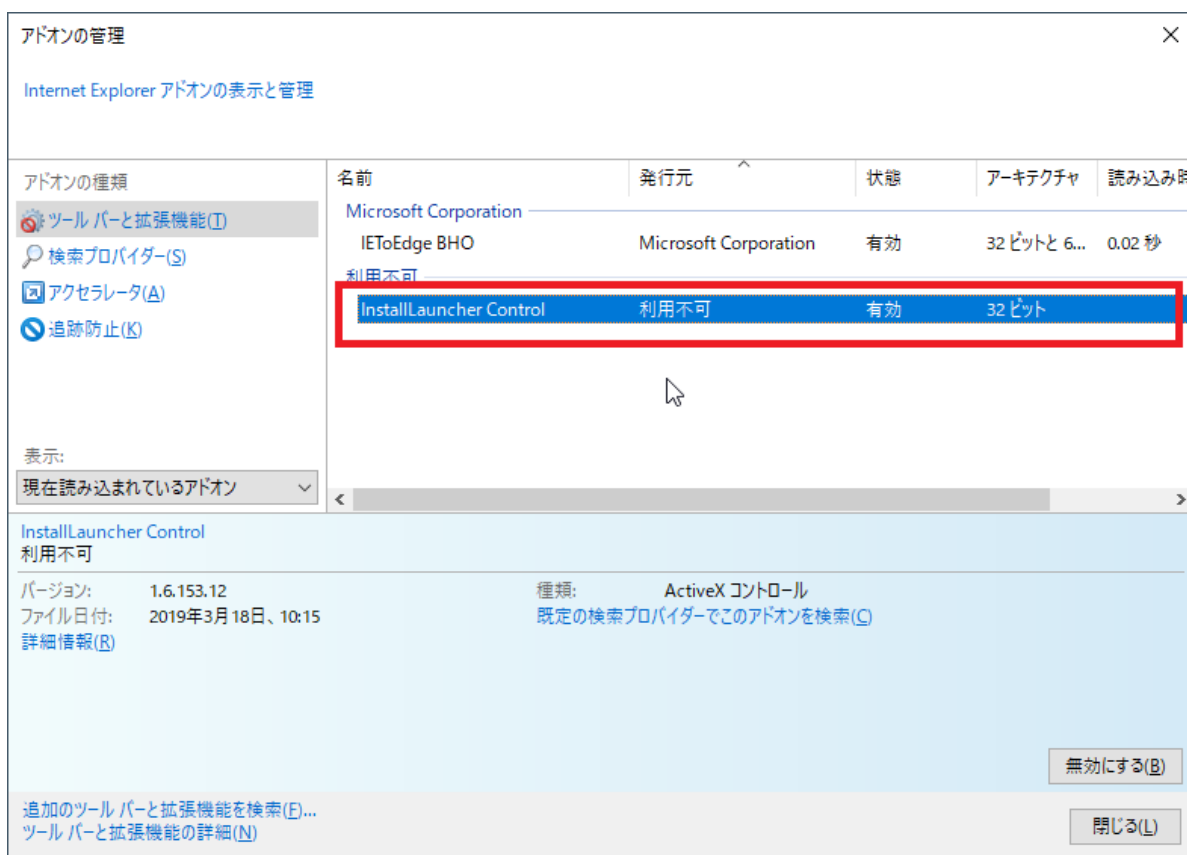 アドオンの管理
Internet Explorer アドオンの表示と管理
アドオンの種類
ツール バーと拡張機能(T)
検索プロバイダー(S)
アクセラレータ(A)
追跡防止(K)
表示:
現在読み込まれているアドオン
名前 発行元 状態 アーキテクチャ 読み込み時
Microsoft Corporation
IEToEdge BHO Microsoft Corporation 有効 32 ビットと 6... 0.02 秒
利用不可
InstallLauncher Control 利用不可 有効 32 ビット
InstallLauncher Control
利用不可
バージョン: 1.6.153.12 種類: ActiveX コントロール
ファイル日付: 2019年3月18日、10:15 既定の検索プロバイダーでこのアドオンを検索(C)
詳細情報(R)
無効にする(B)
追加のツール バーと拡張機能を検索(F)...
ツール バーと拡張機能の詳細(N)
閉じる(L)